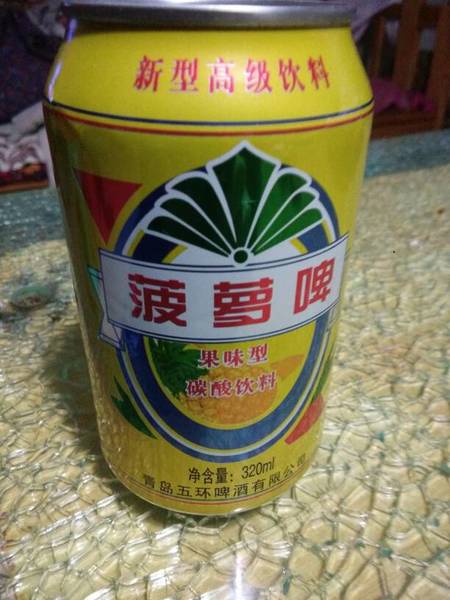 新型高级饮料
菠萝啤
果味型
碳酸饮料
净含量: 320ml
青岛五环啤酒有限公司